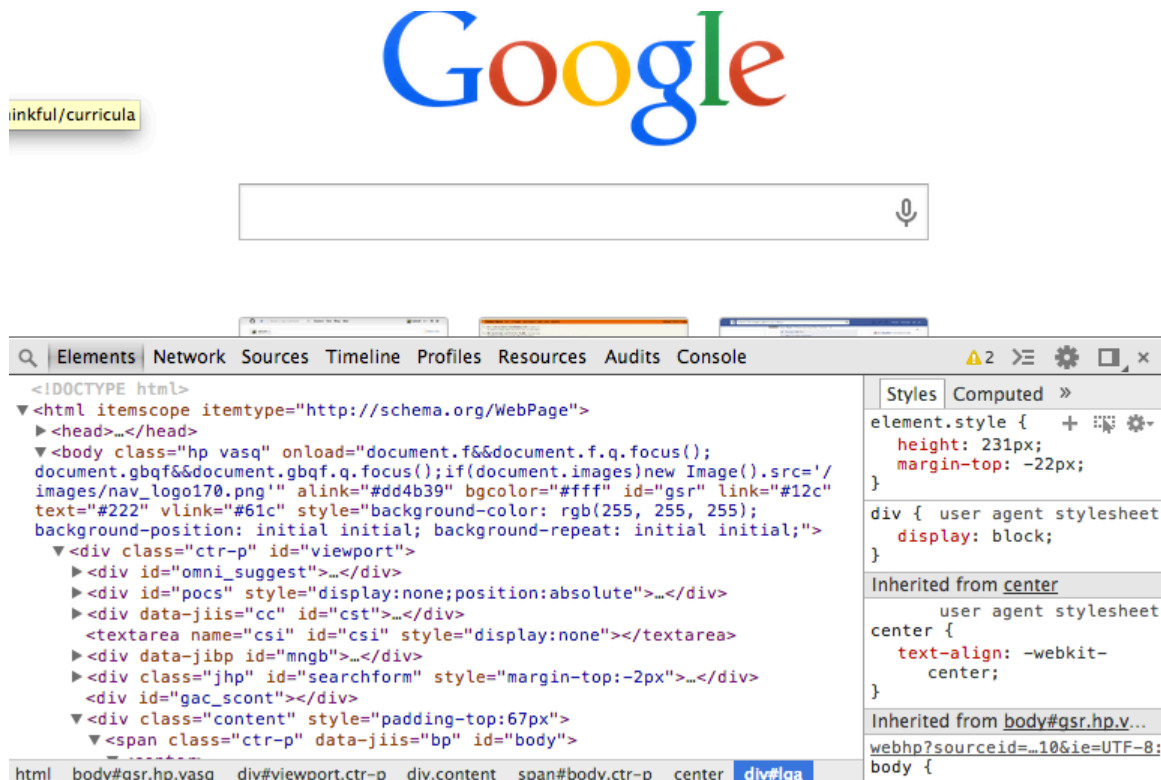 Google
inkful/curricula
Elements Network Sources Timeline Profiles Resources Audits Console 2
<!DOCTYPE html>
▼<html itemscope itemtype="http://schema.org/WebPage">
▶<head>…</head>
▼<body class="hp vasq" onload="document.f&&document.f.q.focus();
document.gbqf&&document.gbqf.q.focus();if(document.images)new Image().src='/
images/nav_logo170.png'" alink="#dd4b39" bgcolor="#fff" id="gsr" link="#12c"
text="#222" vlink="#61c" style="background-color: rgb(255, 255, 255);
background-position: initial initial; background-repeat: initial initial;">
▼<div class="ctr-p" id="viewport">
▶<div id="omni_suggest">…</div>
▶<div id="pocs" style="display:none;position:absolute">…</div>
▶<div data-jiis="cc" id="cst">…</div>
<textarea name="csi" id="csi" style="display:none"></textarea>
▶<div data-jibp id="mngb">…</div>
▶<div class="jhp" id="searchform" style="margin-top:-2px">…</div>
<div id="gac_scont"></div>
▼<div class="content" style="padding-top:67px">
▼<span class="ctr-p" data-jiis="bp" id="body">
html body#gsr.hp.vasq div#viewport.ctr-p div.content span#body.ctr-p center div#lga
Styles Computed »
element.style {
height: 231px;
margin-top: -22px;
}
div { user agent stylesheet
display: block;
}
Inherited from center
user agent stylesheet
center {
text-align: -webkit-
center;
}
Inherited from body#gsr.hp.v…
webhp?sourceid=…10&ie=UTF-8:
body {